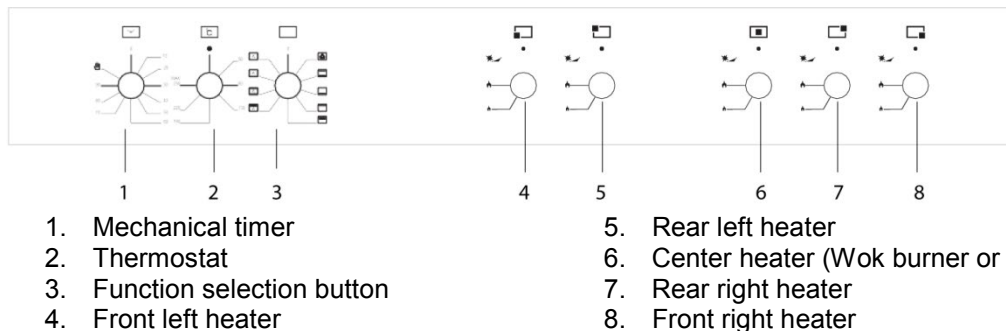 1 2 3 4 5 6 7 8
1. Mechanical timer
2. Thermostat
3. Function selection button
4. Front left heater
5. Rear left heater
6. Center heater (Wok burner or
7. Rear right heater
8. Front right heater